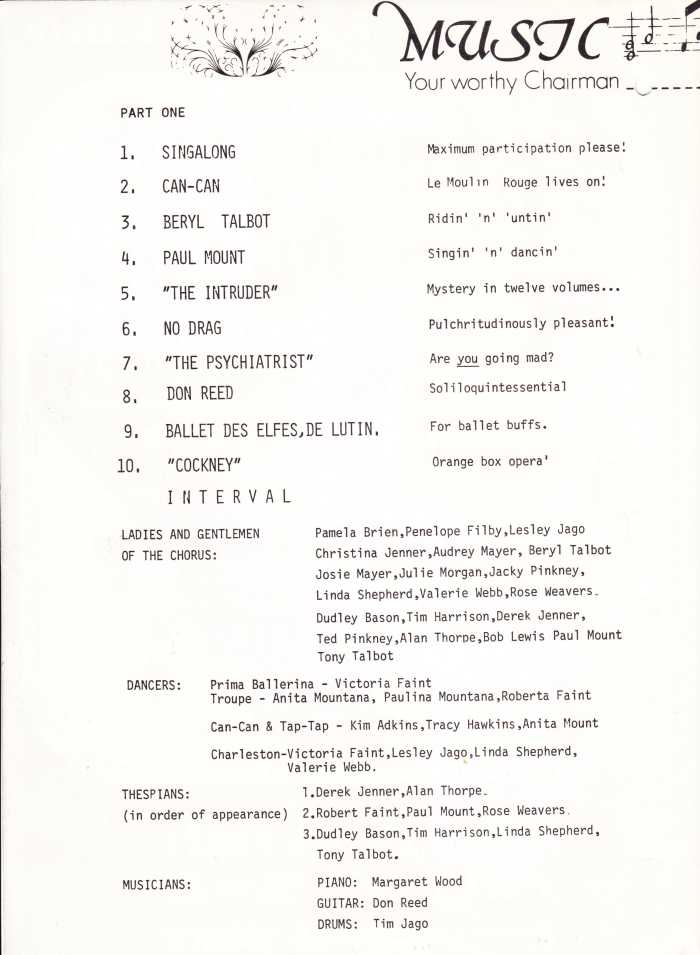 MUSIC
Your worthy Chairman _ _ _ _ _ _
PART ONE
1. SINGALONG Maximum participation please!
2. CAN-CAN Le Moulin Rouge lives on!
3. BERYL TALBOT Ridin' 'n' 'untin'
4. PAUL MOUNT Singin' 'n' dancin'
5. "THE INTRUDER" Mystery in twelve volumes...
6. NO DRAG Pulchritudinously pleasant!
7. "THE PSYCHIATRIST" Are you going mad?
8. DON REED Soliloquintessential
9. BALLET DES ELFES,DE LUTIN. For ballet buffs.
10. "COCKNEY" Orange box opera'
I N T E R V A L
LADIES AND GENTLEMEN Pamela Brien,Penelope Filby,Lesley Jago
OF THE CHORUS: Christina Jenner,Audrey Mayer, Beryl Talbot
Josie Mayer,Julie Morgan,Jacky Pinkney,
Linda Shepherd,Valerie Webb,Rose Weavers.
Dudley Bason,Tim Harrison,Derek Jenner,
Ted Pinkney,Alan Thorpe,Bob Lewis Paul Mount
Tony Talbot
DANCERS: Prima Ballerina - Victoria Faint
Troupe - Anita Mountana, Paulina Mountana,Roberta Faint
Can-Can & Tap-Tap - Kim Adkins,Tracy Hawkins,Anita Mount
Charleston-Victoria Faint,Lesley Jago,Linda Shepherd,
Valerie Webb.
THESPIANS: 1.Derek Jenner,Alan Thorpe.
(in order of appearance) 2.Robert Faint,Paul Mount,Rose Weavers.
3.Dudley Bason,Tim Harrison,Linda Shepherd,
Tony Talbot.
MUSICIANS: PIANO: Margaret Wood
GUITAR: Don Reed
DRUMS: Tim Jago